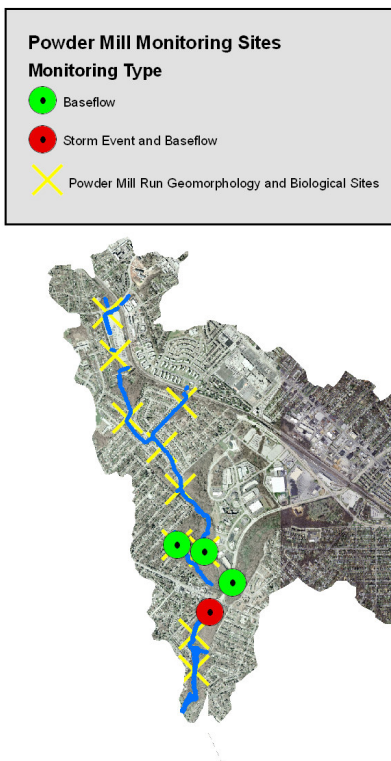 Powder Mill Monitoring Sites
Monitoring Type
Baseflow
Storm Event and Baseflow
Powder Mill Run Geomorphology and Biological Sites